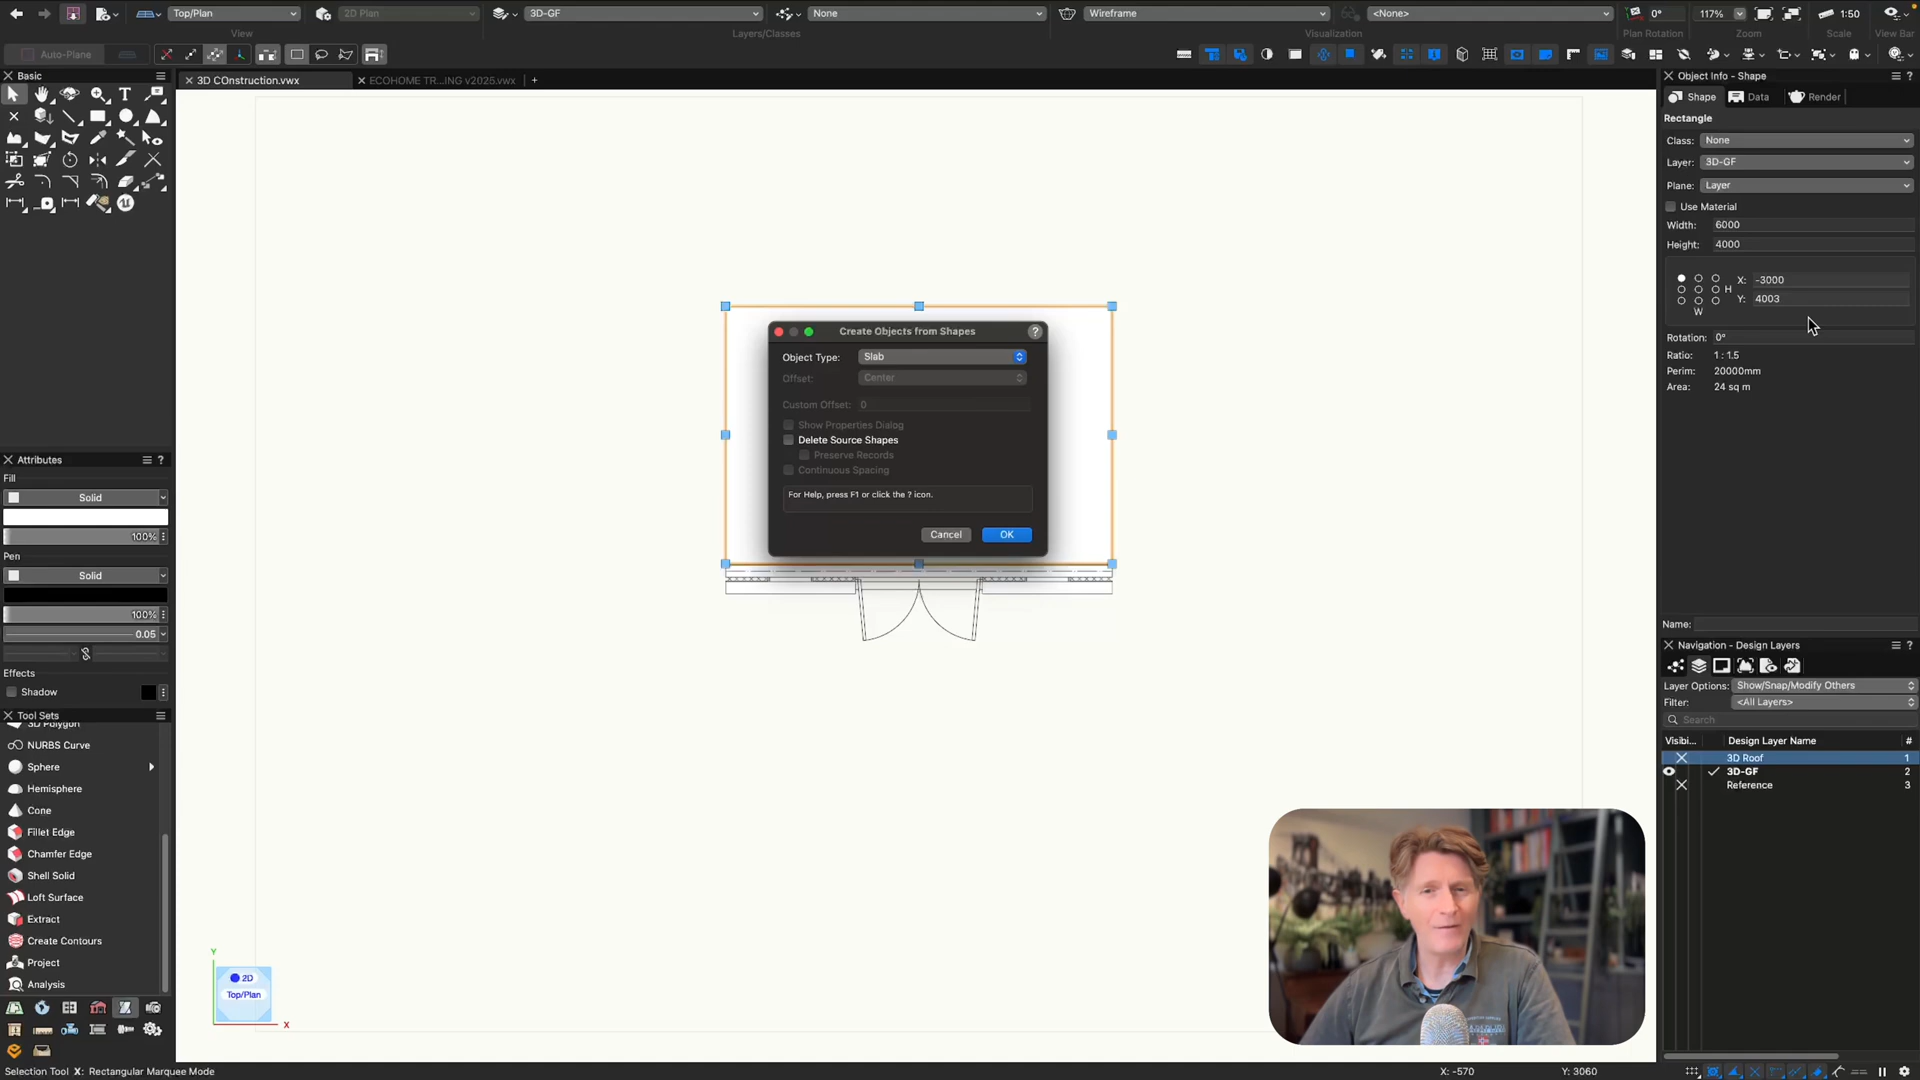 Top/Plan
2D Plan
3D-GF
None
Wireframe
<None>
0°
117%
1:50
View
Layers/Classes
Visualization
Plan Rotation
Zoom
Scale
View Bar
Auto-Plane
Basic
3D COnstruction.vwx
ECOHOME TR...ING v2025.vwx
Object Info - Shape
Shape
Data
Render
Rectangle
Class:
None
Layer:
3D-GF
Plane:
Layer
Use Material
Width:
6000
Height:
4000
X:
-3000
H
Y:
4003
W
Rotation:
0°
Ratio:
1 : 1.5
Perim:
20000mm
Area:
24 sq m
Name:
Create Objects from Shapes
?
Object Type:
Slab
Offset:
Center
Custom Offset:
0
Show Properties Dialog
Delete Source Shapes
Preserve Records
Continuous Spacing
For Help, press F1 or click the ? icon.
Cancel
OK
Attributes
?
Fill
Solid
100%
Pen
Solid
100%
0.05
Effects
Shadow
Tool Sets
3D Polygon
NURBS Curve
Sphere
Hemisphere
Cone
Fillet Edge
Chamfer Edge
Shell Solid
Loft Surface
Extract
Create Contours
Project
Analysis
Navigation - Design Layers
?
Layer Options:
Show/Snap/Modify Others
Filter:
<All Layers>
Search
Visibi...
Design Layer Name
#
3D Roof
1
3D-GF
2
Reference
3
Y
2D
Top/Plan
X
Selection Tool X: Rectangular Marquee Mode
X: -570
Y: 3060